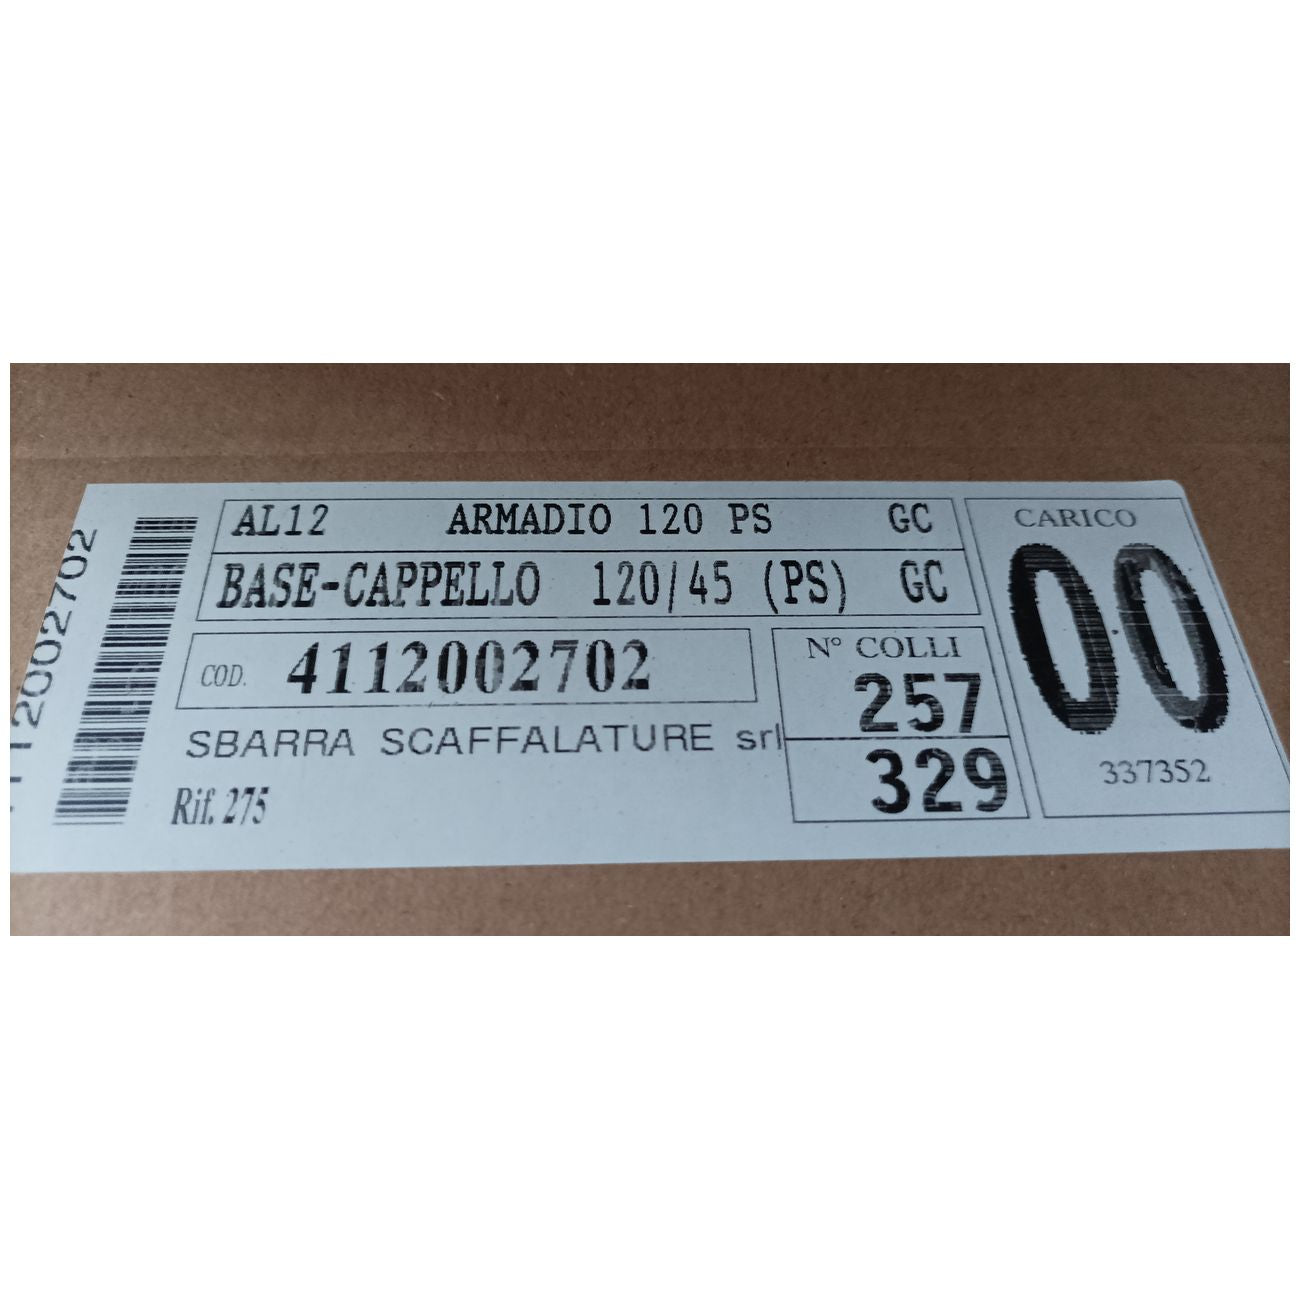 AL12 ARMADIO 120 PS GC
BASE-CAPPELLO 120/45 (PS) GC
COD. 4112002702
SBARRA SCAFFALATURE srl
Rif. 275
N° COLLI
257
329
CARICO
00
337352
4112002702